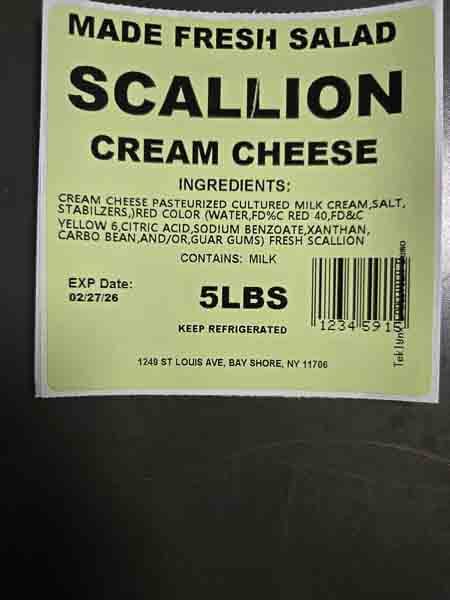 MADE FRESH SALAD
SCALLION
CREAM CHEESE
INGREDIENTS:
CREAM CHEESE PASTEURIZED CULTURED MILK CREAM,SALT,
STABILZERS,)RED COLOR (WATER,FD%C RED 40,FD&C
YELLOW 6,CITRIC ACID,SODIUM BENZOATE,XANTHAN,
CARBO BEAN,AND/OR,GUAR GUMS) FRESH SCALLION
CONTAINS: MILK
EXP Date:
02/27/26
5LBS
KEEP REFRIGERATED
1234 5915
1249 ST LOUIS AVE, BAY SHORE, NY 11706